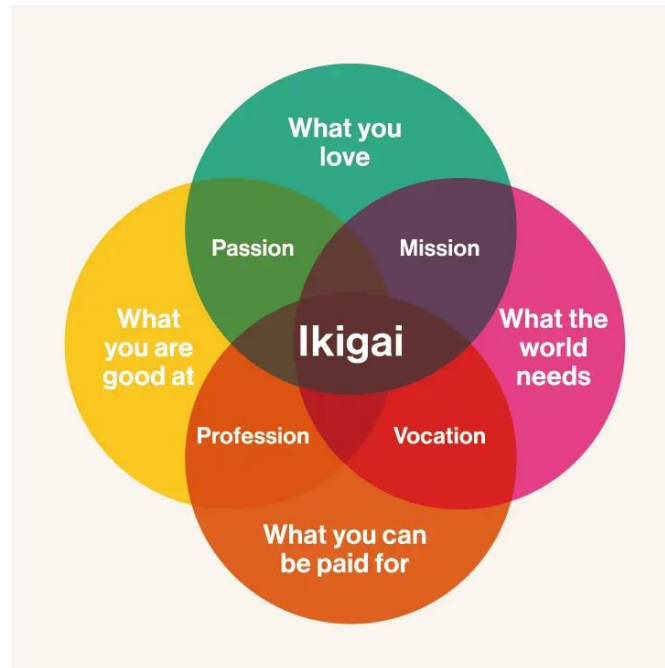 What you
love
Passion
Mission
What
you are
good at
Ikigai
What the
world
needs
Profession
Vocation
What you can
be paid for